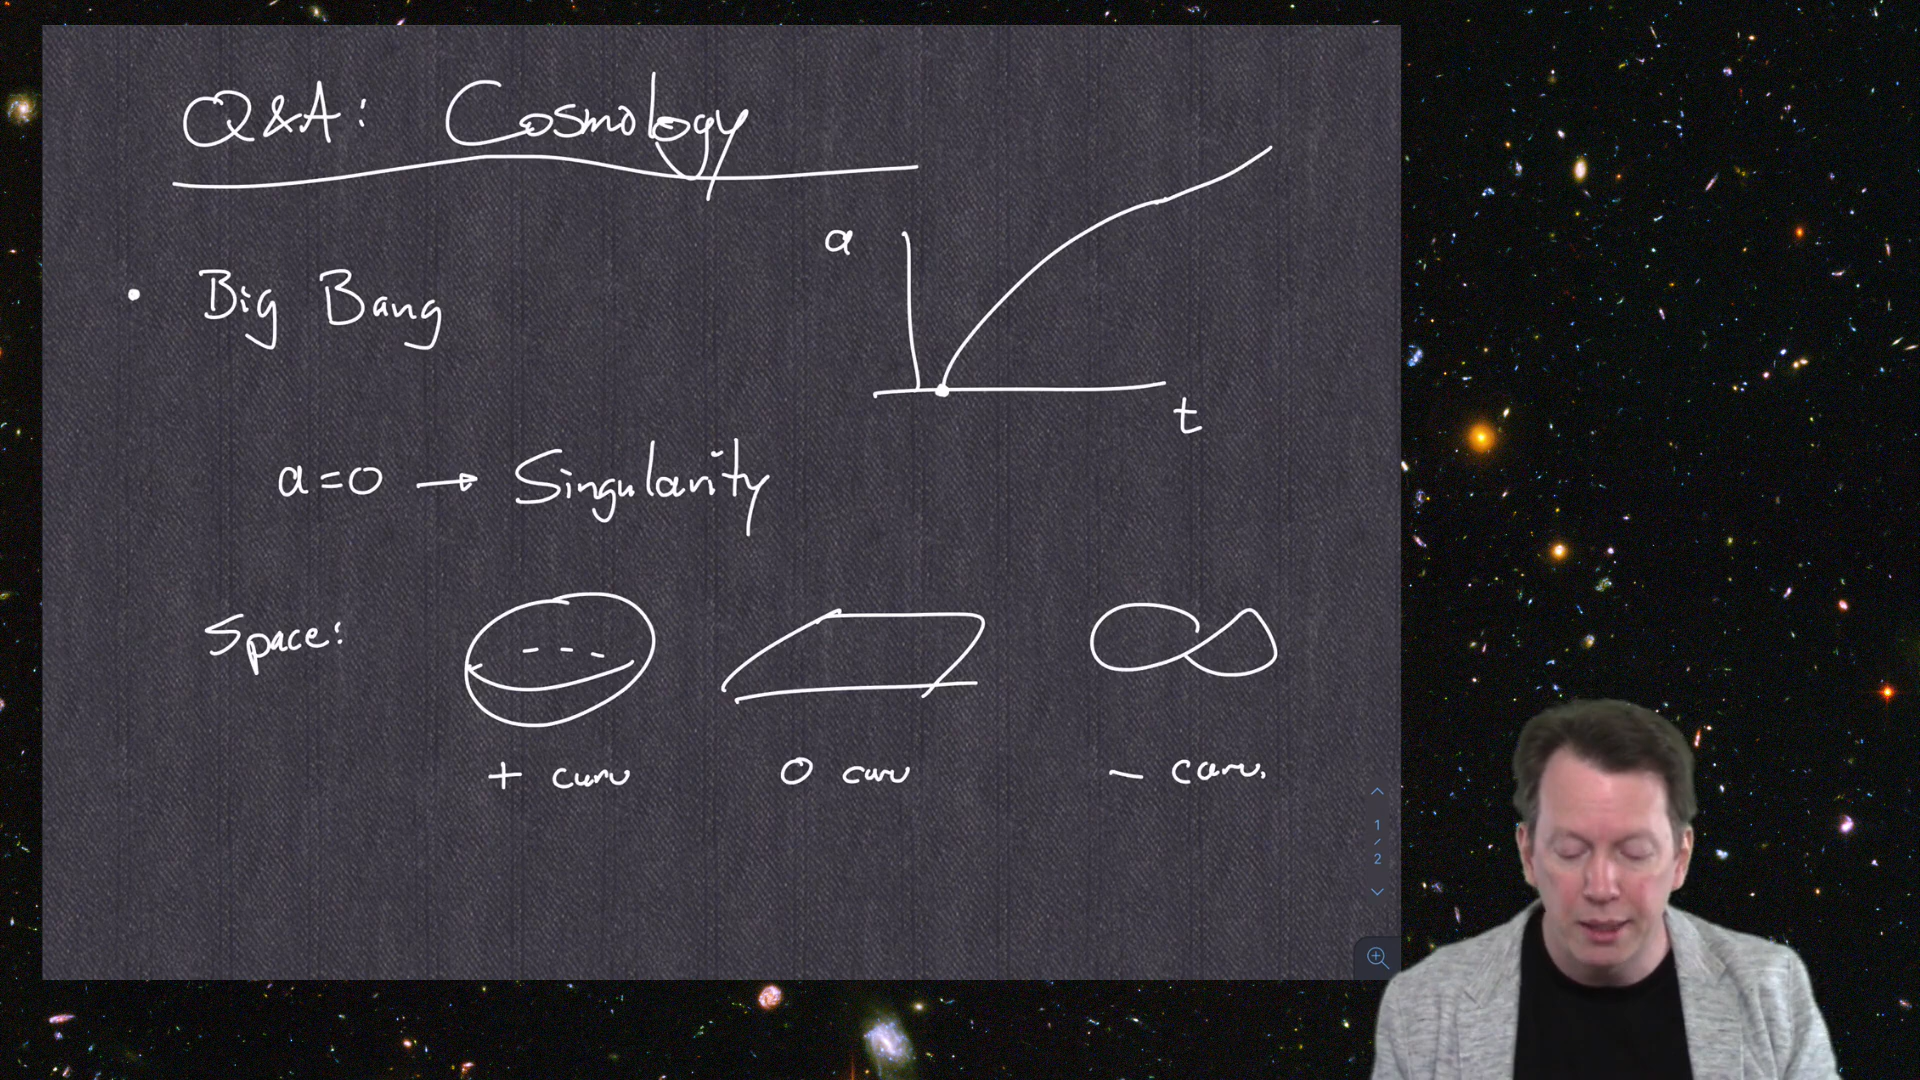 Q&A: Cosmology
a
• Big Bang
t
a=0 → Singularity
Space:
+ curv
0 curv
- curv.
1
/
2